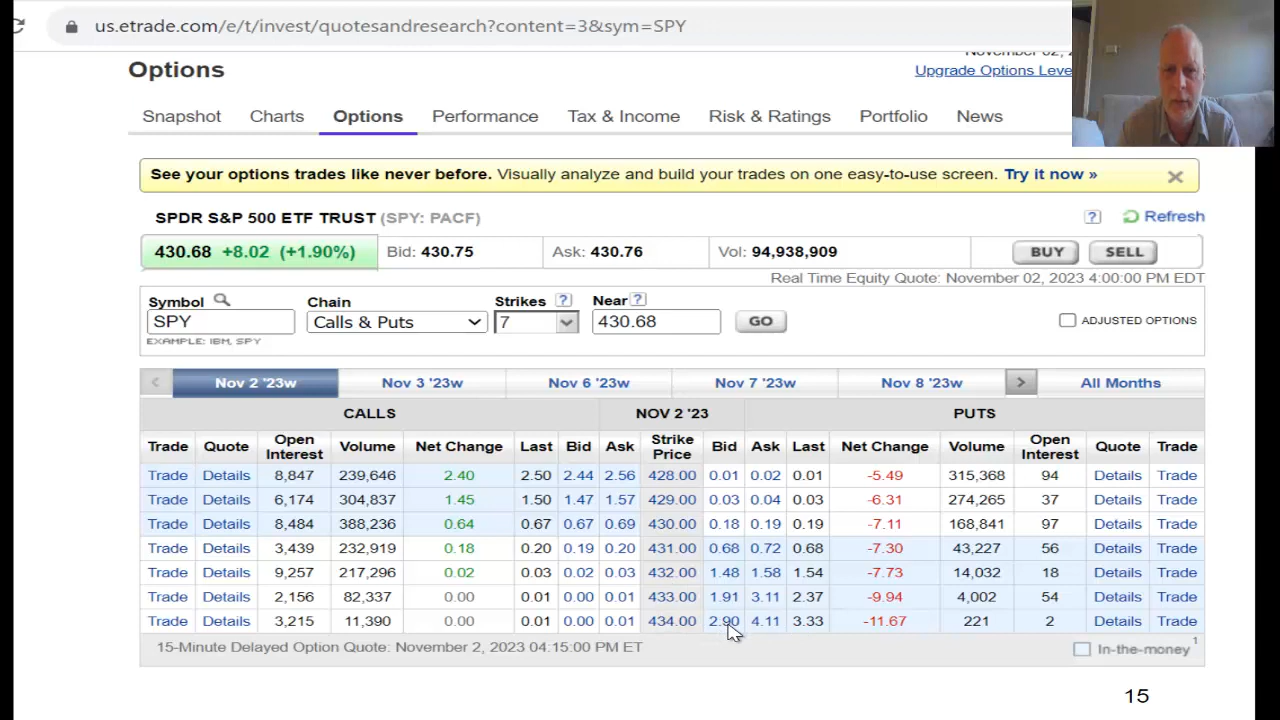 us.etrade.com/e/t/invest/quotesandresearch?content=3&sym=SPY
Options
Upgrade Options Leve
Snapshot Charts Options Performance Tax & Income Risk & Ratings Portfolio News
See your options trades like never before. Visually analyze and build your trades on one easy-to-use screen. Try it now »
SPDR S&P 500 ETF TRUST (SPY: PACF) ? Refresh
430.68 +8.02 (+1.90%) Bid: 430.75 Ask: 430.76 Vol: 94,938,909 BUY SELL
Real Time Equity Quote: November 02, 2023 4:00:00 PM EDT
Symbol Chain Strikes ? Near ?
SPY Calls & Puts 7 430.68 GO ADJUSTED OPTIONS
EXAMPLE: IBM, SPY
< Nov 2 '23w Nov 3 '23w Nov 6 '23w Nov 7 '23w Nov 8 '23w > All Months
CALLS NOV 2 '23 PUTS
Trade Quote Open Interest Volume Net Change Last Bid Ask Strike Price Bid Ask Last Net Change Volume Open Interest Quote Trade
Trade Details 8,847 239,646 2.40 2.50 2.44 2.56 428.00 0.01 0.02 0.01 -5.49 315,368 94 Details Trade
Trade Details 6,174 304,837 1.45 1.50 1.47 1.57 429.00 0.03 0.04 0.03 -6.31 274,265 37 Details Trade
Trade Details 8,484 388,236 0.64 0.67 0.67 0.69 430.00 0.18 0.19 0.19 -7.11 168,841 97 Details Trade
Trade Details 3,439 232,919 0.18 0.20 0.19 0.20 431.00 0.68 0.72 0.68 -7.30 43,227 56 Details Trade
Trade Details 9,257 217,296 0.02 0.03 0.02 0.03 432.00 1.48 1.58 1.54 -7.73 14,032 18 Details Trade
Trade Details 2,156 82,337 0.00 0.01 0.00 0.01 433.00 1.91 3.11 2.37 -9.94 4,002 54 Details Trade
Trade Details 3,215 11,390 0.00 0.01 0.00 0.01 434.00 2.90 4.11 3.33 -11.67 221 2 Details Trade
15-Minute Delayed Option Quote: November 2, 2023 04:15:00 PM ET In-the-money 1
15